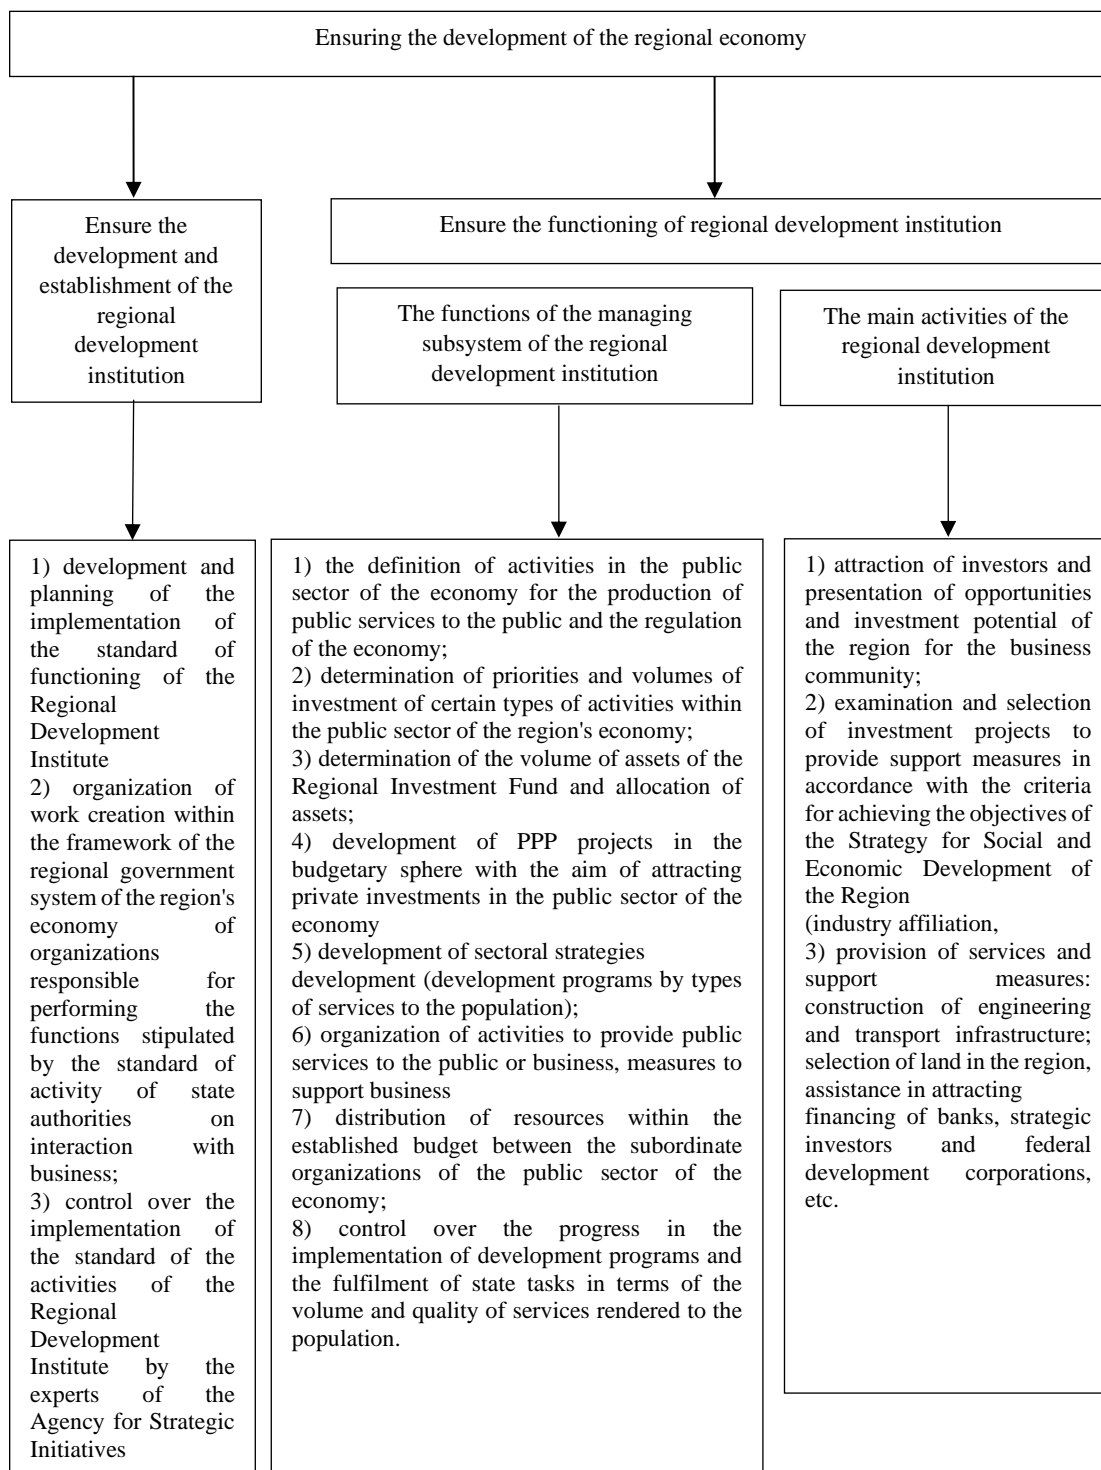 Ensuring the development of the regional economy
Ensure the
development and
establishment of the
regional
development
institution
Ensure the functioning of regional development institution
The functions of the managing
subsystem of the regional
development institution
The main activities of the
regional development
institution
1) development and
planning of the
implementation of
the standard of
functioning of the
Regional
Development
Institute
2) organization of
work creation within
the framework of the
regional government
system of the region's
economy of
organizations
responsible for
performing the
functions stipulated
by the standard of
activity of state
authorities on
interaction with
business;
3) control over the
implementation of
the standard of the
activities of the
Regional
Development
Institute by the
experts of the
Agency for Strategic
Initiatives
1) the definition of activities in the public
sector of the economy for the production of
public services to the public and the regulation
of the economy;
2) determination of priorities and volumes of
investment of certain types of activities within
the public sector of the region's economy;
3) determination of the volume of assets of the
Regional Investment Fund and allocation of
assets;
4) development of PPP projects in the
budgetary sphere with the aim of attracting
private investments in the public sector of the
economy
5) development of sectoral strategies
development (development programs by types
of services to the population);
6) organization of activities to provide public
services to the public or business, measures to
support business
7) distribution of resources within the
established budget between the subordinate
organizations of the public sector of the
economy;
8) control over the progress in the
implementation of development programs and
the fulfilment of state tasks in terms of the
volume and quality of services rendered to the
population.
1) attraction of investors and
presentation of opportunities
and investment potential of
the region for the business
community;
2) examination and selection
of investment projects to
provide support measures in
accordance with the criteria
for achieving the objectives of
the Strategy for Social and
Economic Development of
the Region
(industry affiliation,
3) provision of services and
support measures:
construction of engineering
and transport infrastructure;
selection of land in the region,
assistance in attracting
financing of banks, strategic
investors and federal
development corporations,
etc.